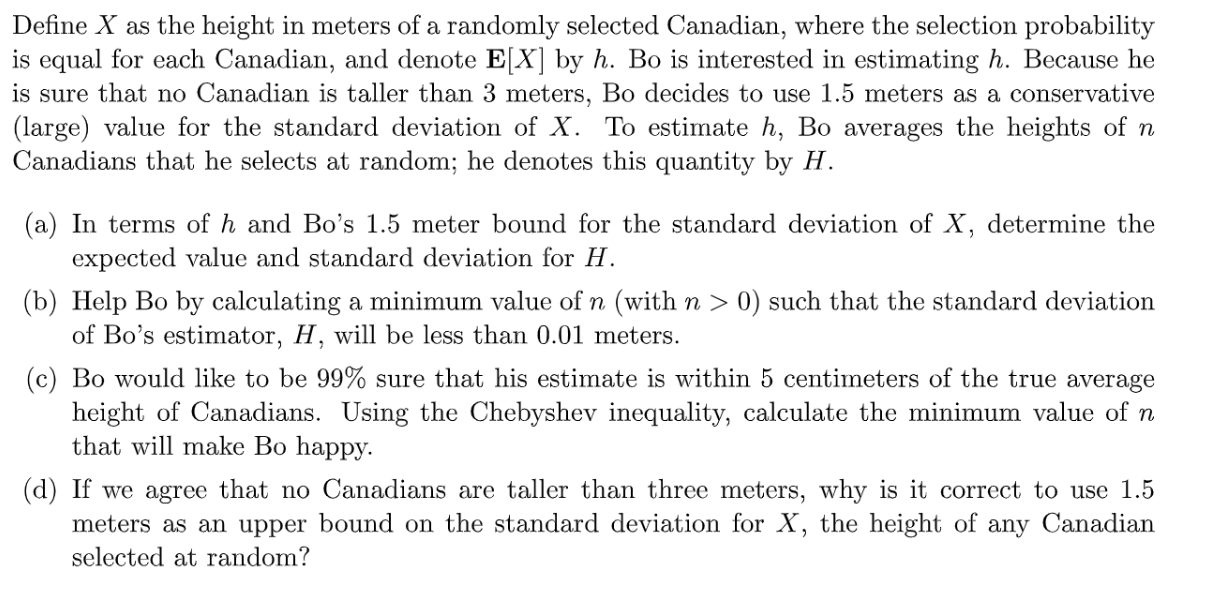 Define X as the height in meters of a randomly selected Canadian, where the selection probability
is equal for each Canadian, and denote E[X] by h. Bo is interested in estimating h. Because he
is sure that no Canadian is taller than 3 meters, Bo decides to use 1.5 meters as a conservative
(large) value for the standard deviation of X. To estimate h, Bo averages the heights of n
Canadians that he selects at random; he denotes this quantity by H.
(a) In terms of h and Bo's 1.5 meter bound for the standard deviation of X, determine the
expected value and standard deviation for H.
(b) Help Bo by calculating a minimum value of n (with n > 0) such that the standard deviation
of Bo's estimator, H, will be less than 0.01 meters.
(c) Bo would like to be 99% sure that his estimate is within 5 centimeters of the true average
height of Canadians. Using the Chebyshev inequality, calculate the minimum value of n
that will make Bo happy.
(d) If we agree that no Canadians are taller than three meters, why is it correct to use 1.5
meters as an upper bound on the standard deviation for X, the height of any Canadian
selected at random?